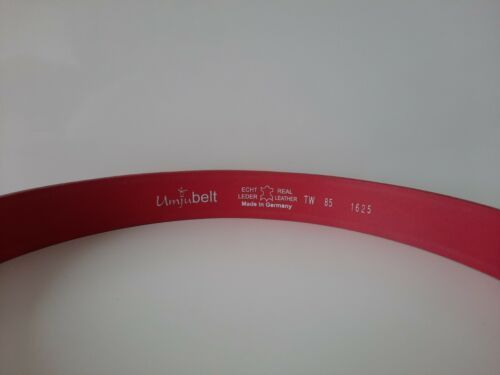 Umjubelt
ECHT LEDER
REAL LEATHER
Made in Germany
TW 85 1625